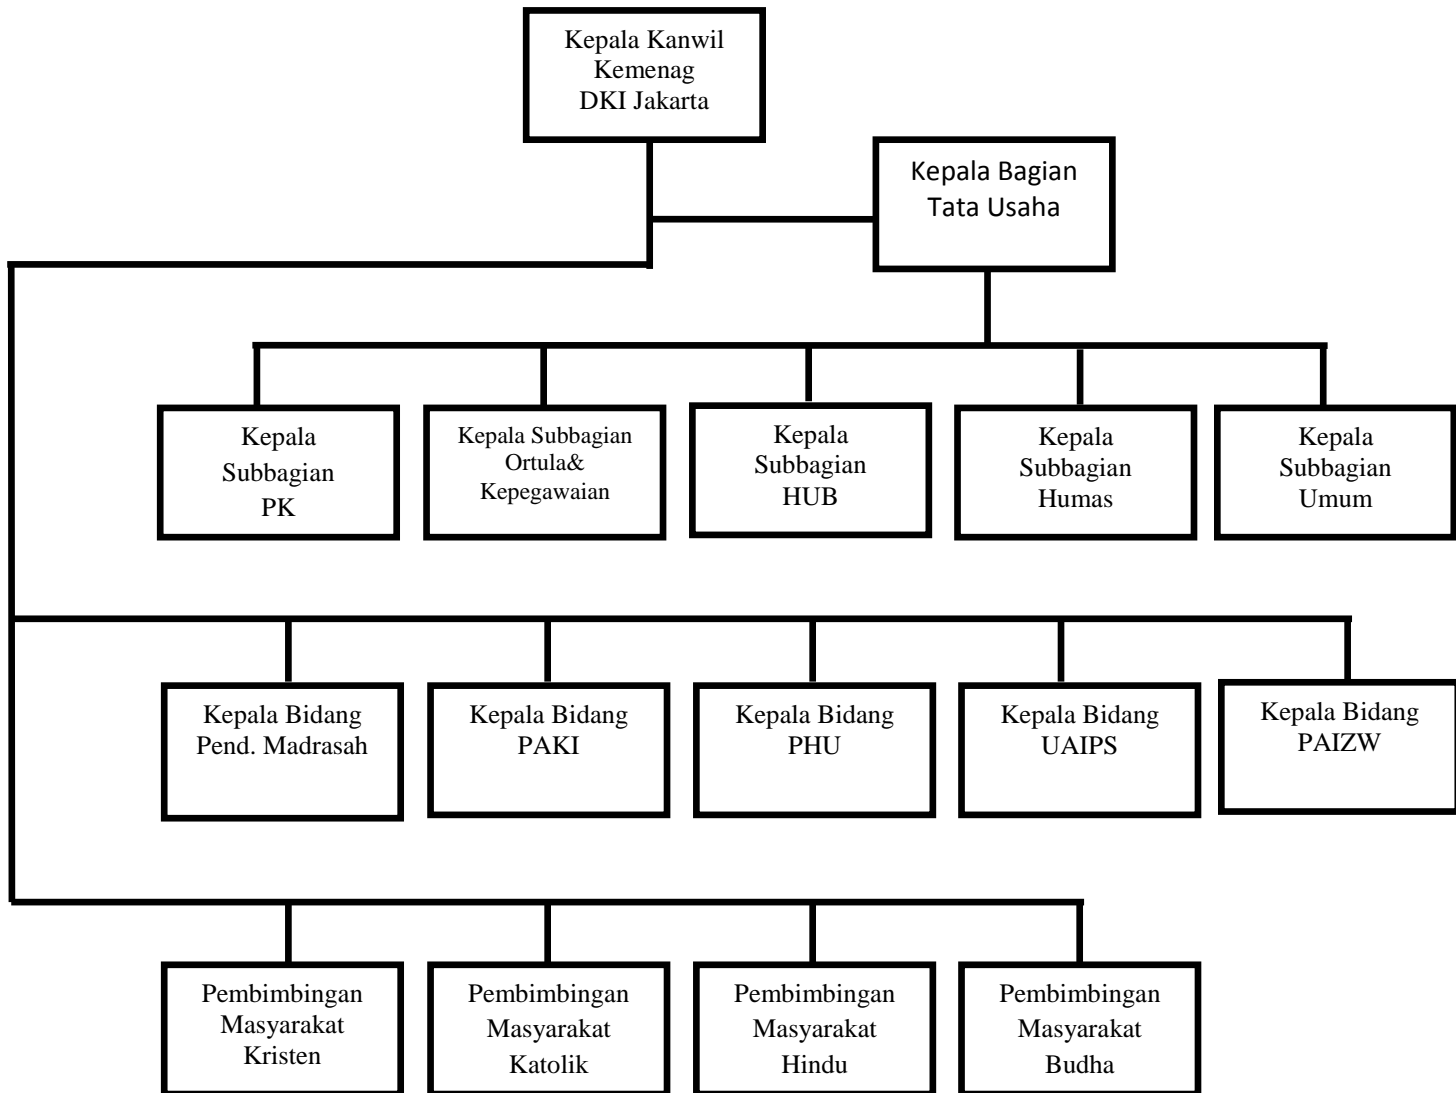 Kepala Kanwil
Kemenag
DKI Jakarta
Kepala Bagian
Tata Usaha
Kepala
Subbagian
PK
Kepala Subbagian
Ortula&
Kepegawaian
Kepala
Subbagian
HUB
Kepala
Subbagian
Humas
Kepala
Subbagian
Umum
Kepala Bidang
Pend. Madrasah
Kepala Bidang
PAKI
Kepala Bidang
PHU
Kepala Bidang
UAIPS
Kepala Bidang
PAIZW
Pembimbingan
Masyarakat
Kristen
Pembimbingan
Masyarakat
Katolik
Pembimbingan
Masyarakat
Hindu
Pembimbingan
Masyarakat
Budha